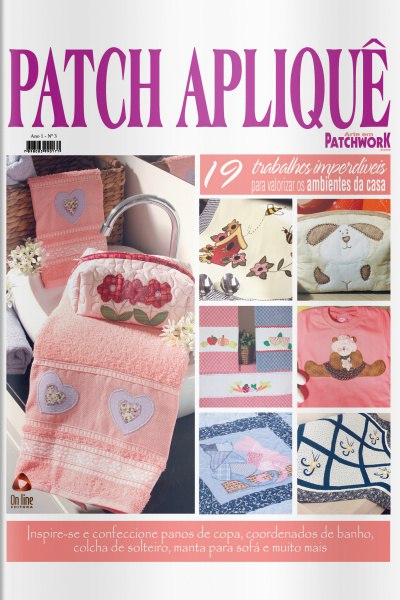 PATCH APLIQUÊ
Ano 1 - Nº 3
Arte em
PATCHWORK
19 trabalhos imperdíveis
para valorizar os ambientes da casa
On line
EDITORA
Inspire-se e confeccione panos de copa, coordenados de banho,
colcha de solteiro, manta para sofá e muito mais